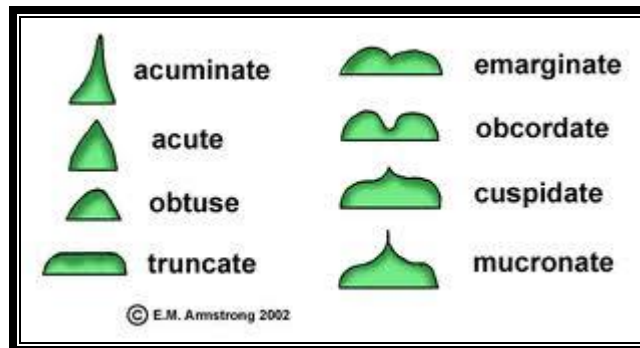 acuminate
acute
obtuse
truncate
emarginate
obcordate
cuspidate
mucronate
© E.M. Armstrong 2002